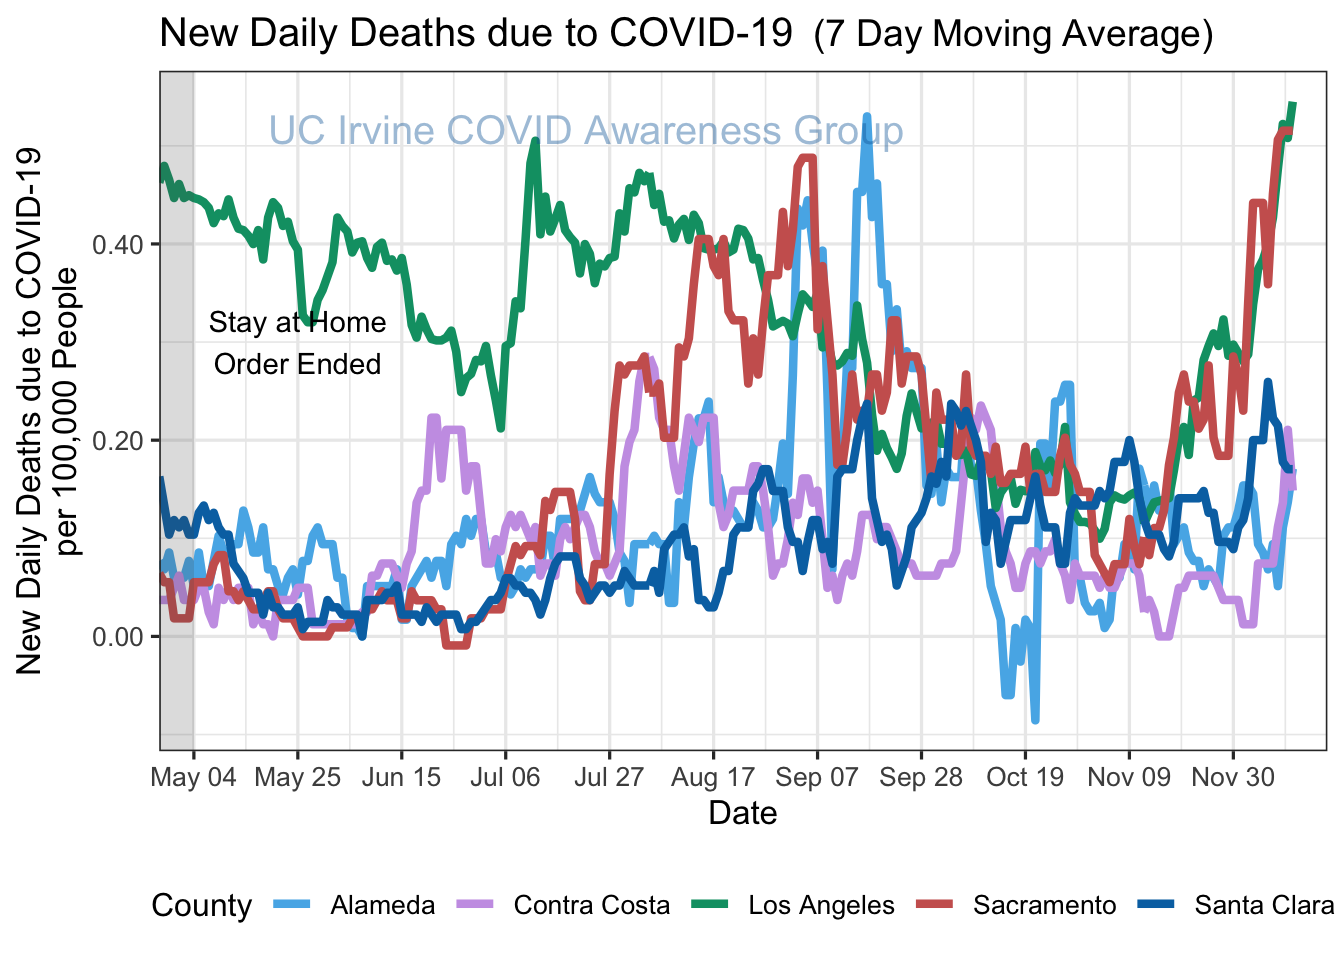 New Daily Deaths due to COVID-19 (7 Day Moving Average)
UC Irvine COVID Awareness Group
New Daily Deaths due to COVID-19
per 100,000 People
0.40
0.20
0.00
Stay at Home
Order Ended
May 04 May 25 Jun 15 Jul 06 Jul 27 Aug 17 Sep 07 Sep 28 Oct 19 Nov 09 Nov 30
Date
County Alameda Contra Costa Los Angeles Sacramento Santa Clara